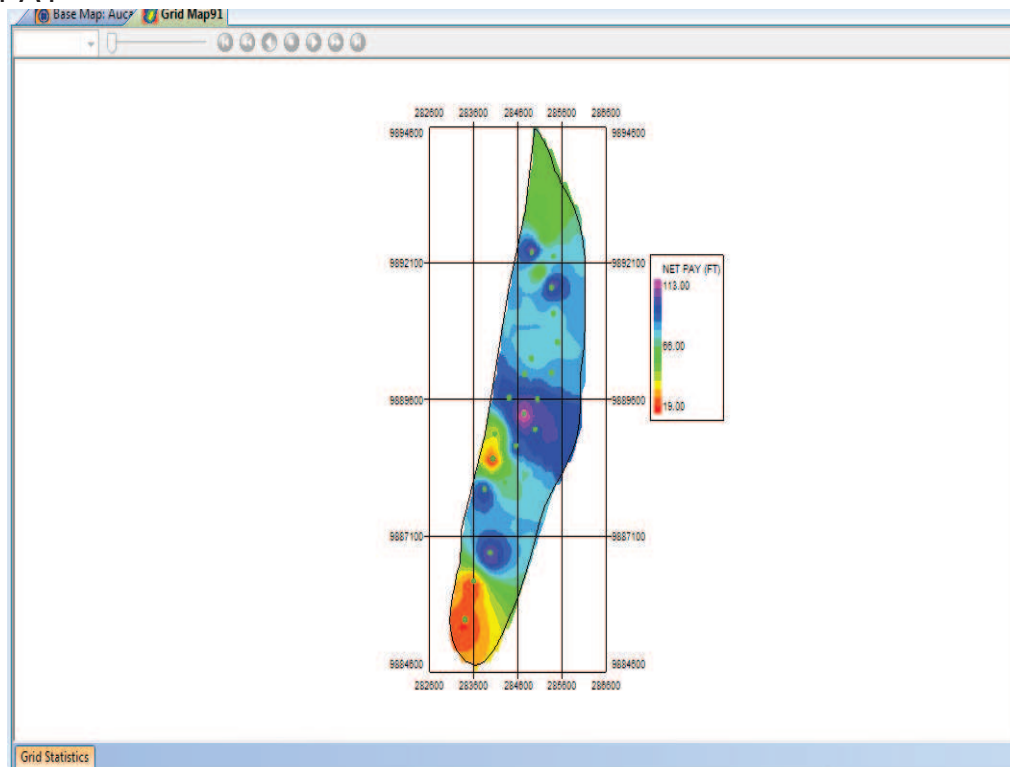 Base Map: Auca
Grid Map91
282600 283600 284600 285600 286600
9894600 9894600
9892100 9892100
NET PAY (FT)
113.00
66.00
19.00
9889600 9889600
9887100 9887100
9884600 9884600
282600 283600 284600 285600 286600
Grid Statistics